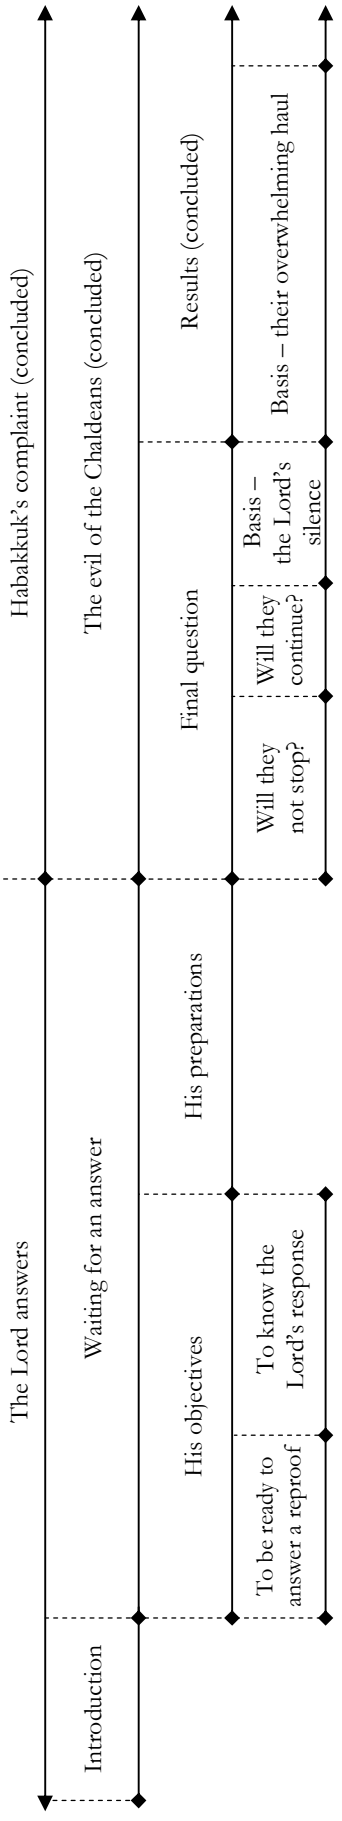 The Lord answers
Habakkuk’s complaint (concluded)
Introduction
Waiting for an answer
The evil of the Chaldeans (concluded)
His objectives
His preparations
Final question
Results (concluded)
To be ready to
answer a reproof
To know the
Lord’s response
Will they
not stop?
Will they
continue?
Basis –
the Lord’s
silence
Basis – their overwhelming haul